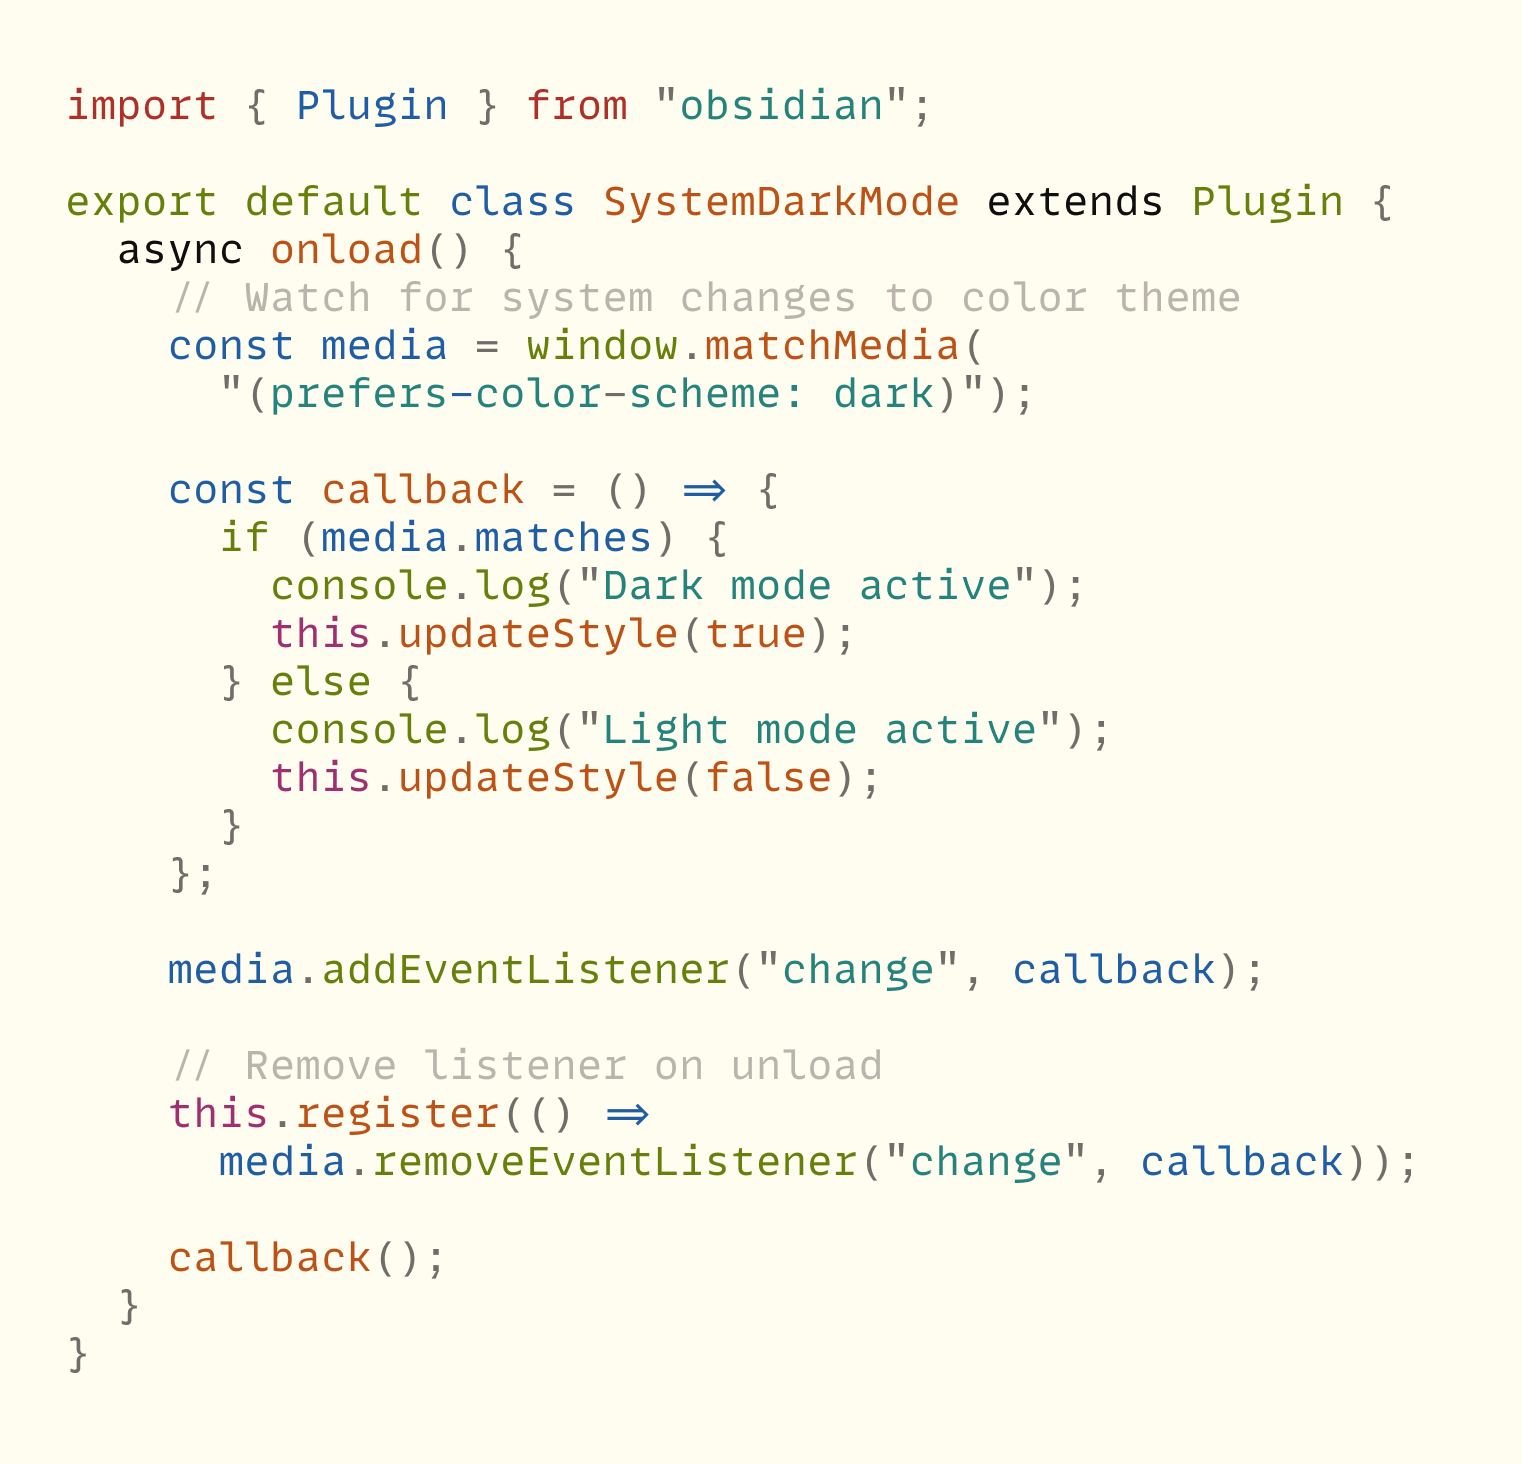 import { Plugin } from "obsidian";

export default class SystemDarkMode extends Plugin {
  async onload() {
    // Watch for system changes to color theme
    const media = window.matchMedia(
      "(prefers-color-scheme: dark)");

    const callback = () => {
      if (media.matches) {
        console.log("Dark mode active");
        this.updateStyle(true);
      } else {
        console.log("Light mode active");
        this.updateStyle(false);
      }
    };

    media.addEventListener("change", callback);

    // Remove listener on unload
    this.register(() =>
      media.removeEventListener("change", callback));

    callback();
  }
}